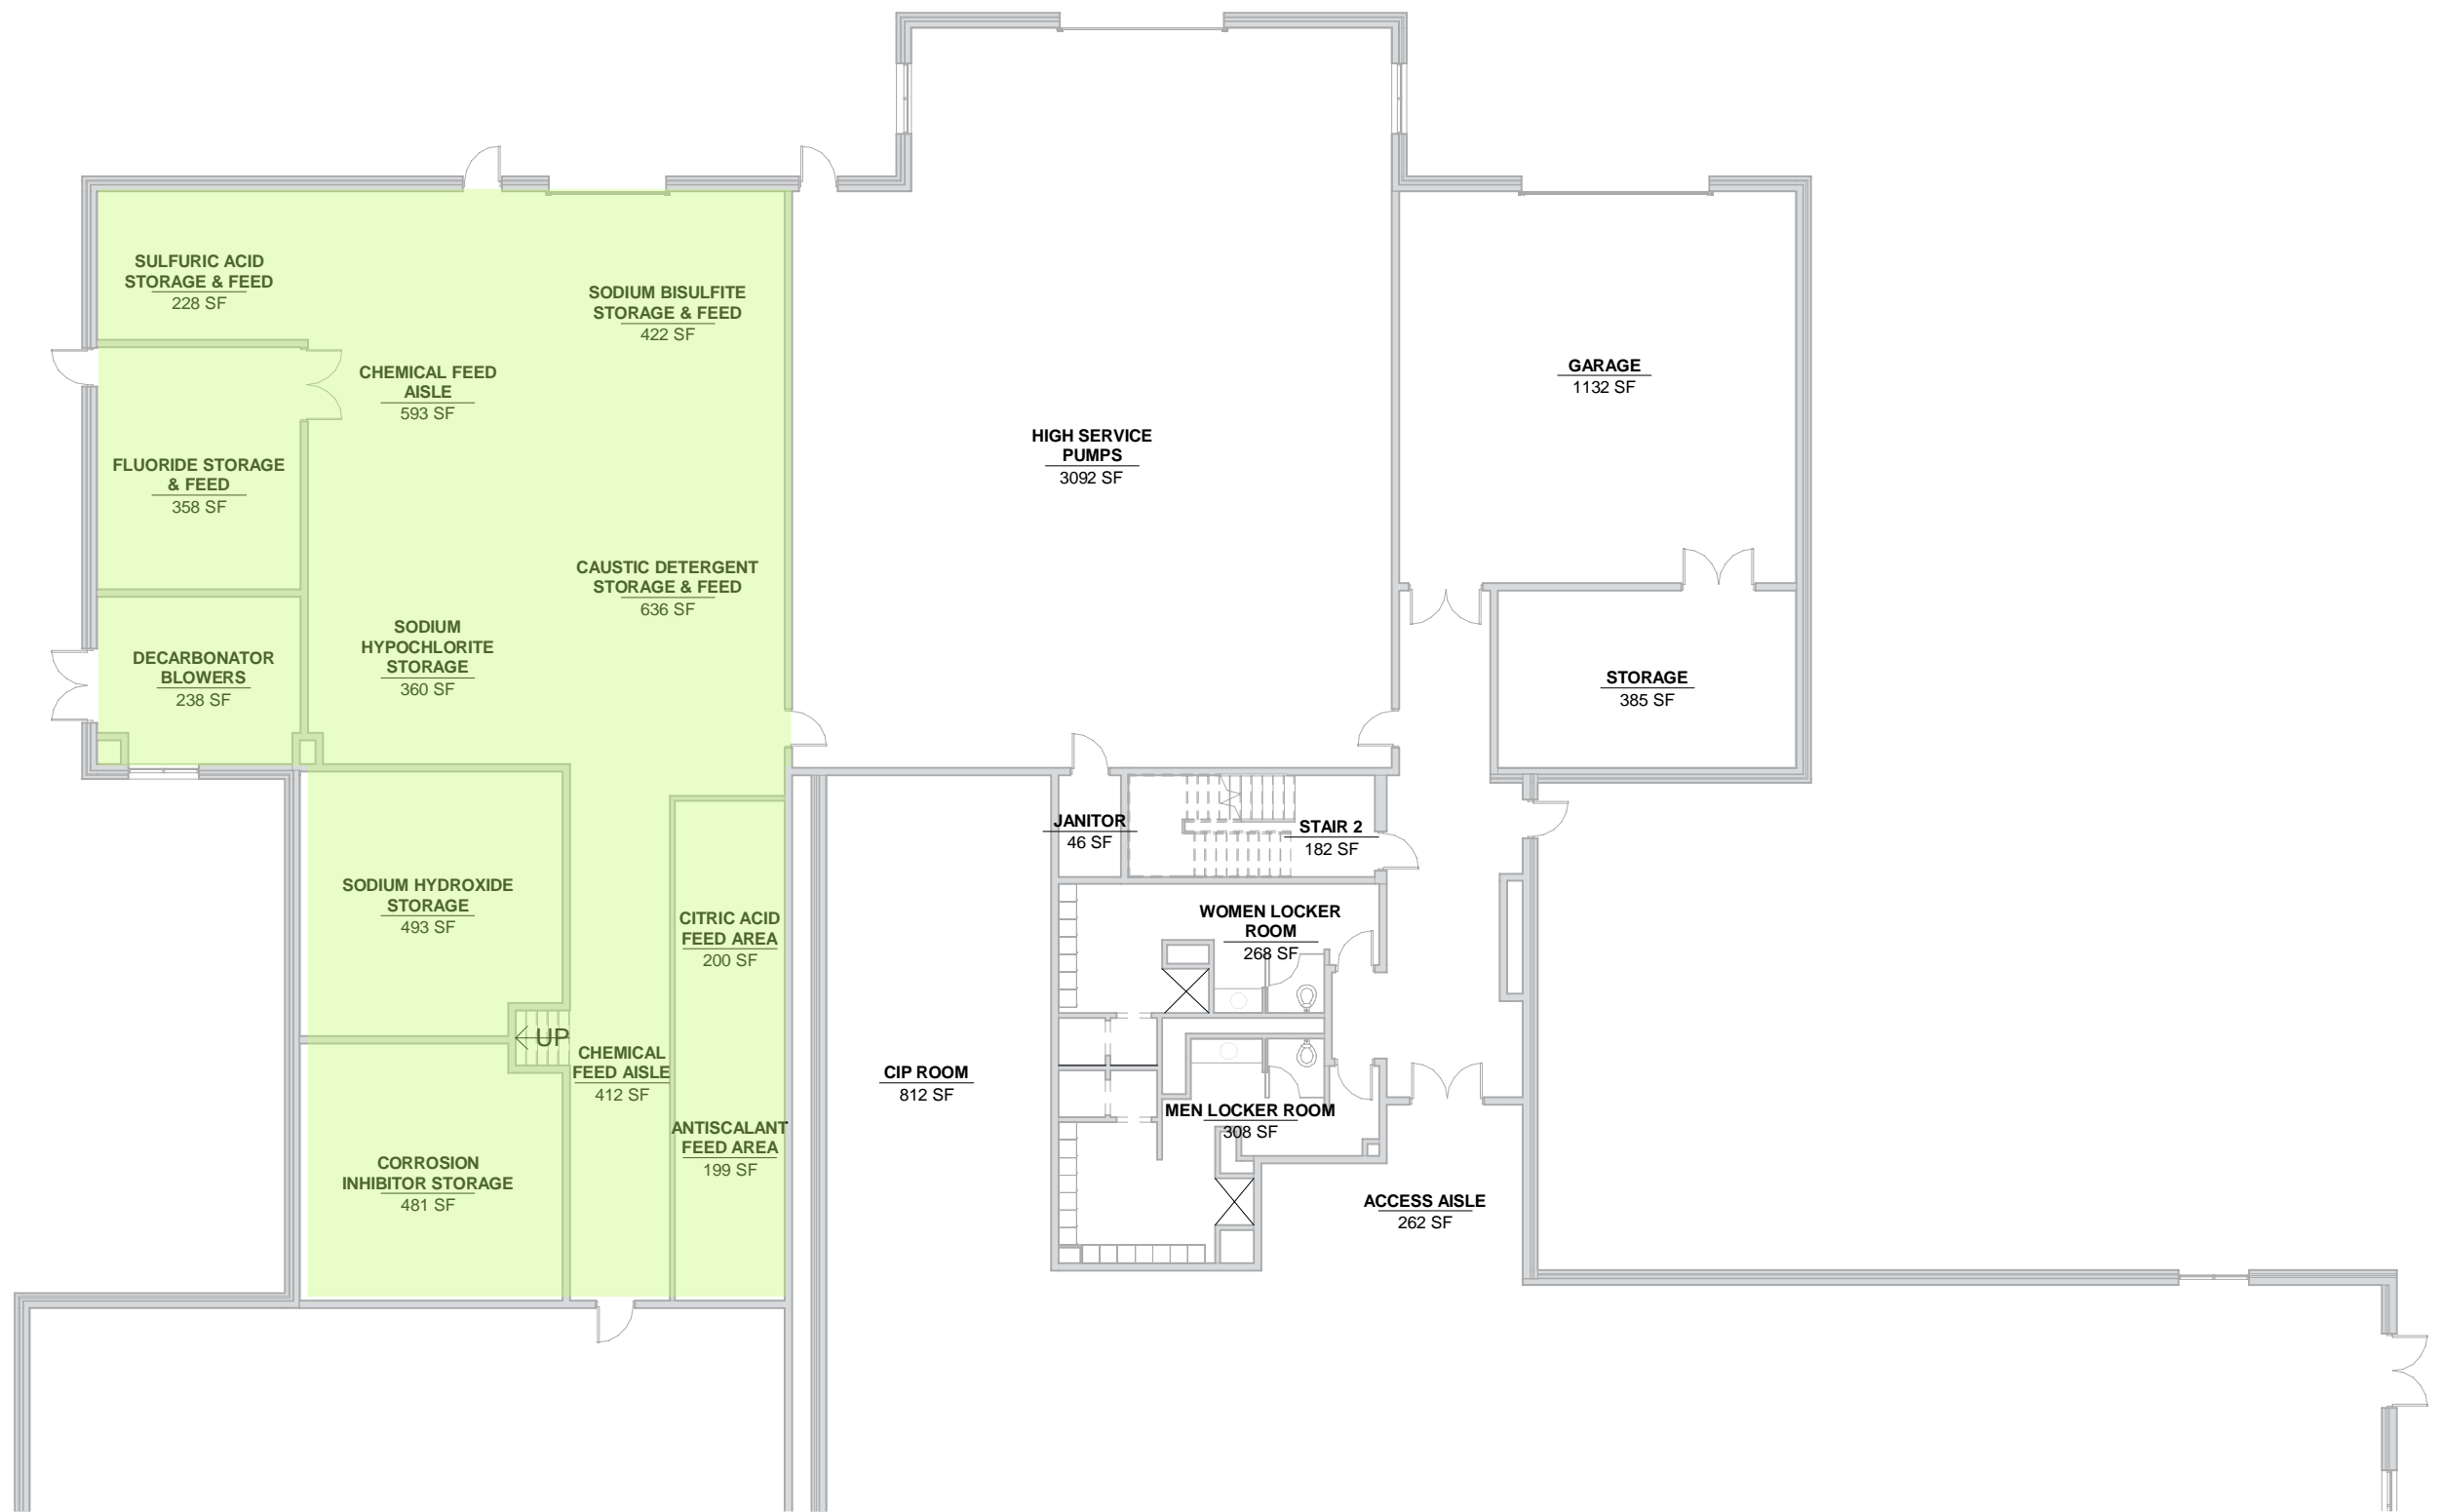 SULFURIC ACID
STORAGE & FEED
228 SF
SODIUM BISULFITE
STORAGE & FEED
422 SF
CHEMICAL FEED
AISLE
593 SF
GARAGE
1132 SF
HIGH SERVICE
PUMPS
3092 SF
FLUORIDE STORAGE
& FEED
358 SF
CAUSTIC DETERGENT
STORAGE & FEED
636 SF
SODIUM
HYPOCHLORITE
STORAGE
360 SF
DECARBONATOR
BLOWERS
238 SF
STORAGE
385 SF
JANITOR
46 SF
STAIR 2
182 SF
SODIUM HYDROXIDE
STORAGE
493 SF
CITRIC ACID
FEED AREA
200 SF
WOMEN LOCKER
ROOM
268 SF
UP
CHEMICAL
FEED AISLE
412 SF
CIP ROOM
812 SF
MEN LOCKER ROOM
308 SF
ANTISCALANT
FEED AREA
199 SF
CORROSION
INHIBITOR STORAGE
481 SF
ACCESS AISLE
262 SF